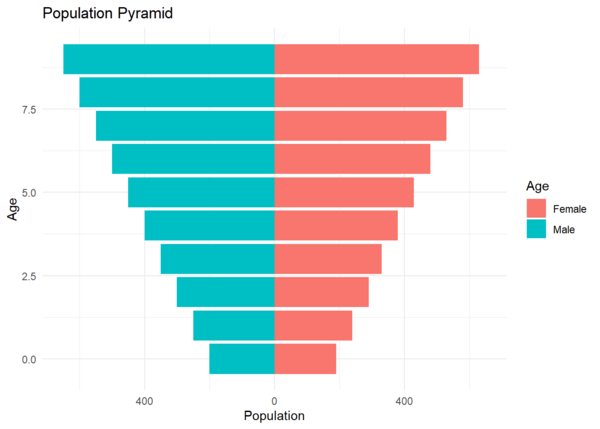 Population Pyramid
7.5
5.0
2.5
0.0
Age
400
0
400
Population
Age
Female
Male